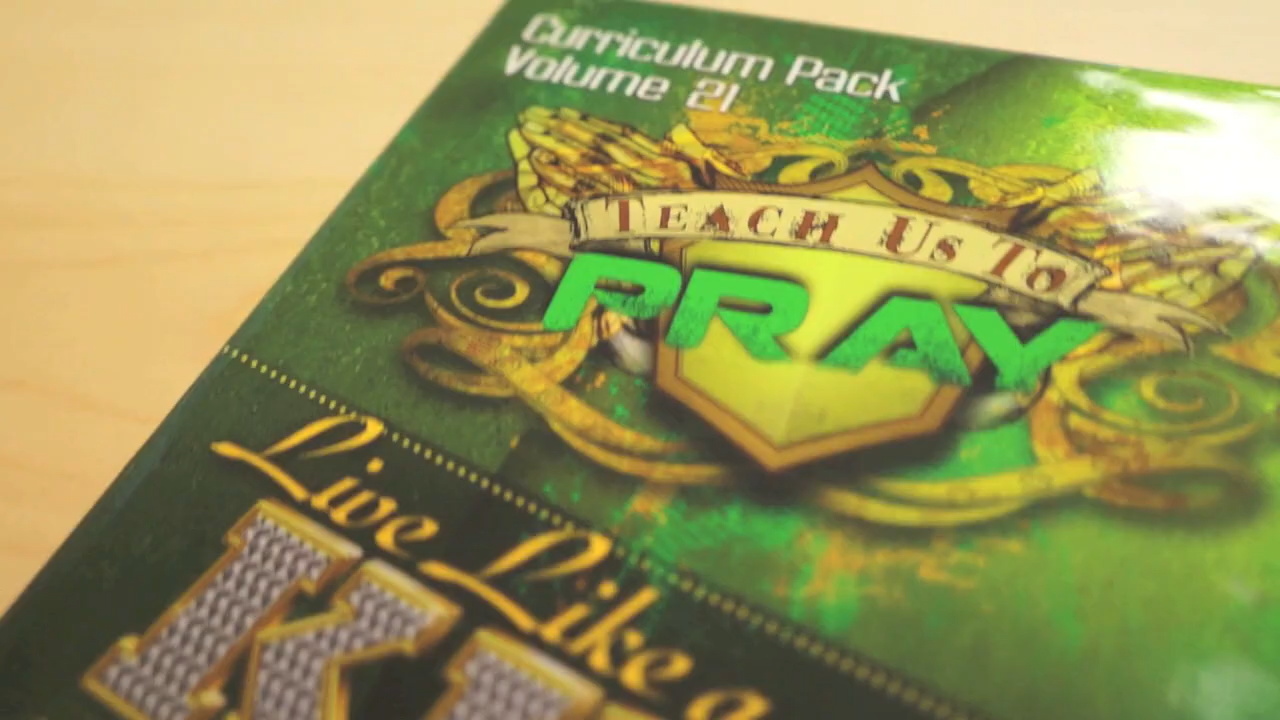 Curriculum Pack
Volume 21
TEACH US TO
PRAY
Live Like a